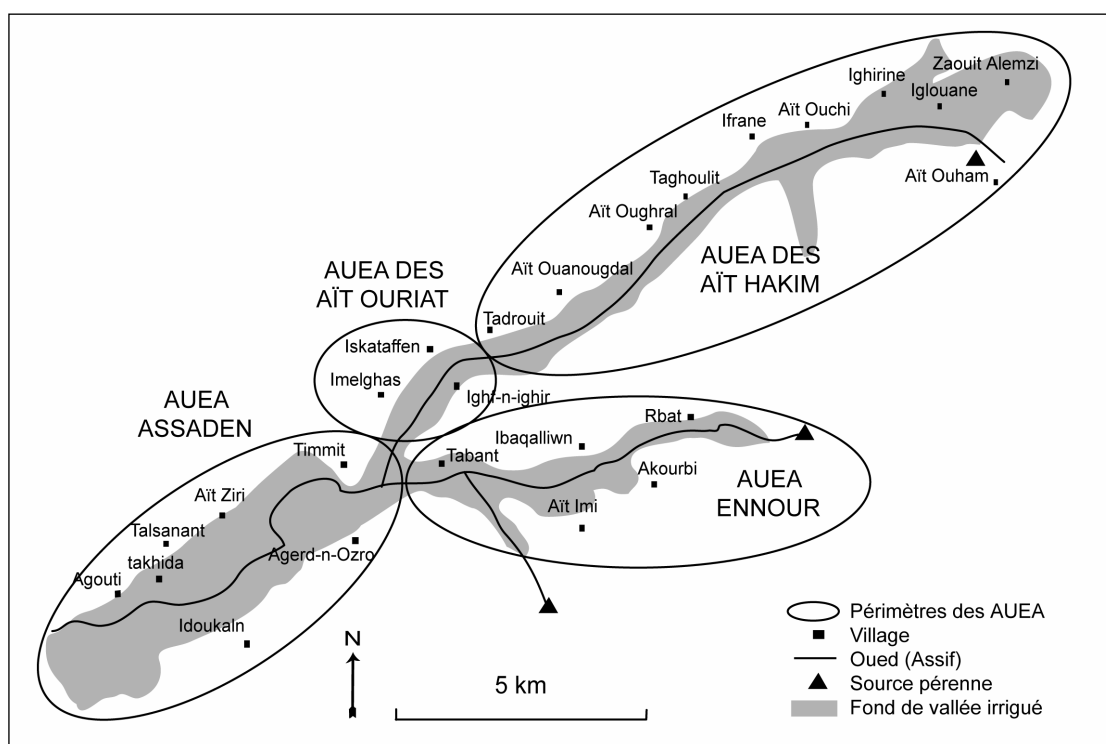 Zaouit Alemzi
Ighirine
Iglouane
Aït Ouchi
Ifrane
Aït Ouham
Taghoulit
Aït Oughral
AUEA DES
AÏT HAKIM
AUEA DES
AÏT OURIAT
Aït Ouanougdal
Tadrouit
Iskataffen
Imelghas
Ighf-n-ighir
AUEA
ASSADEN
Rbat
Ibaqalliwn
Timmit
Tabant
Akourbi
AUEA
ENNOUR
Aït Ziri
Aït Imi
Talsanant
Agerd-n-Ozro
takhida
Agouti
Idoukaln
N
5 km
Périmètres des AUEA
Village
Oued (Assif)
Source pérenne
Fond de vallée irrigué